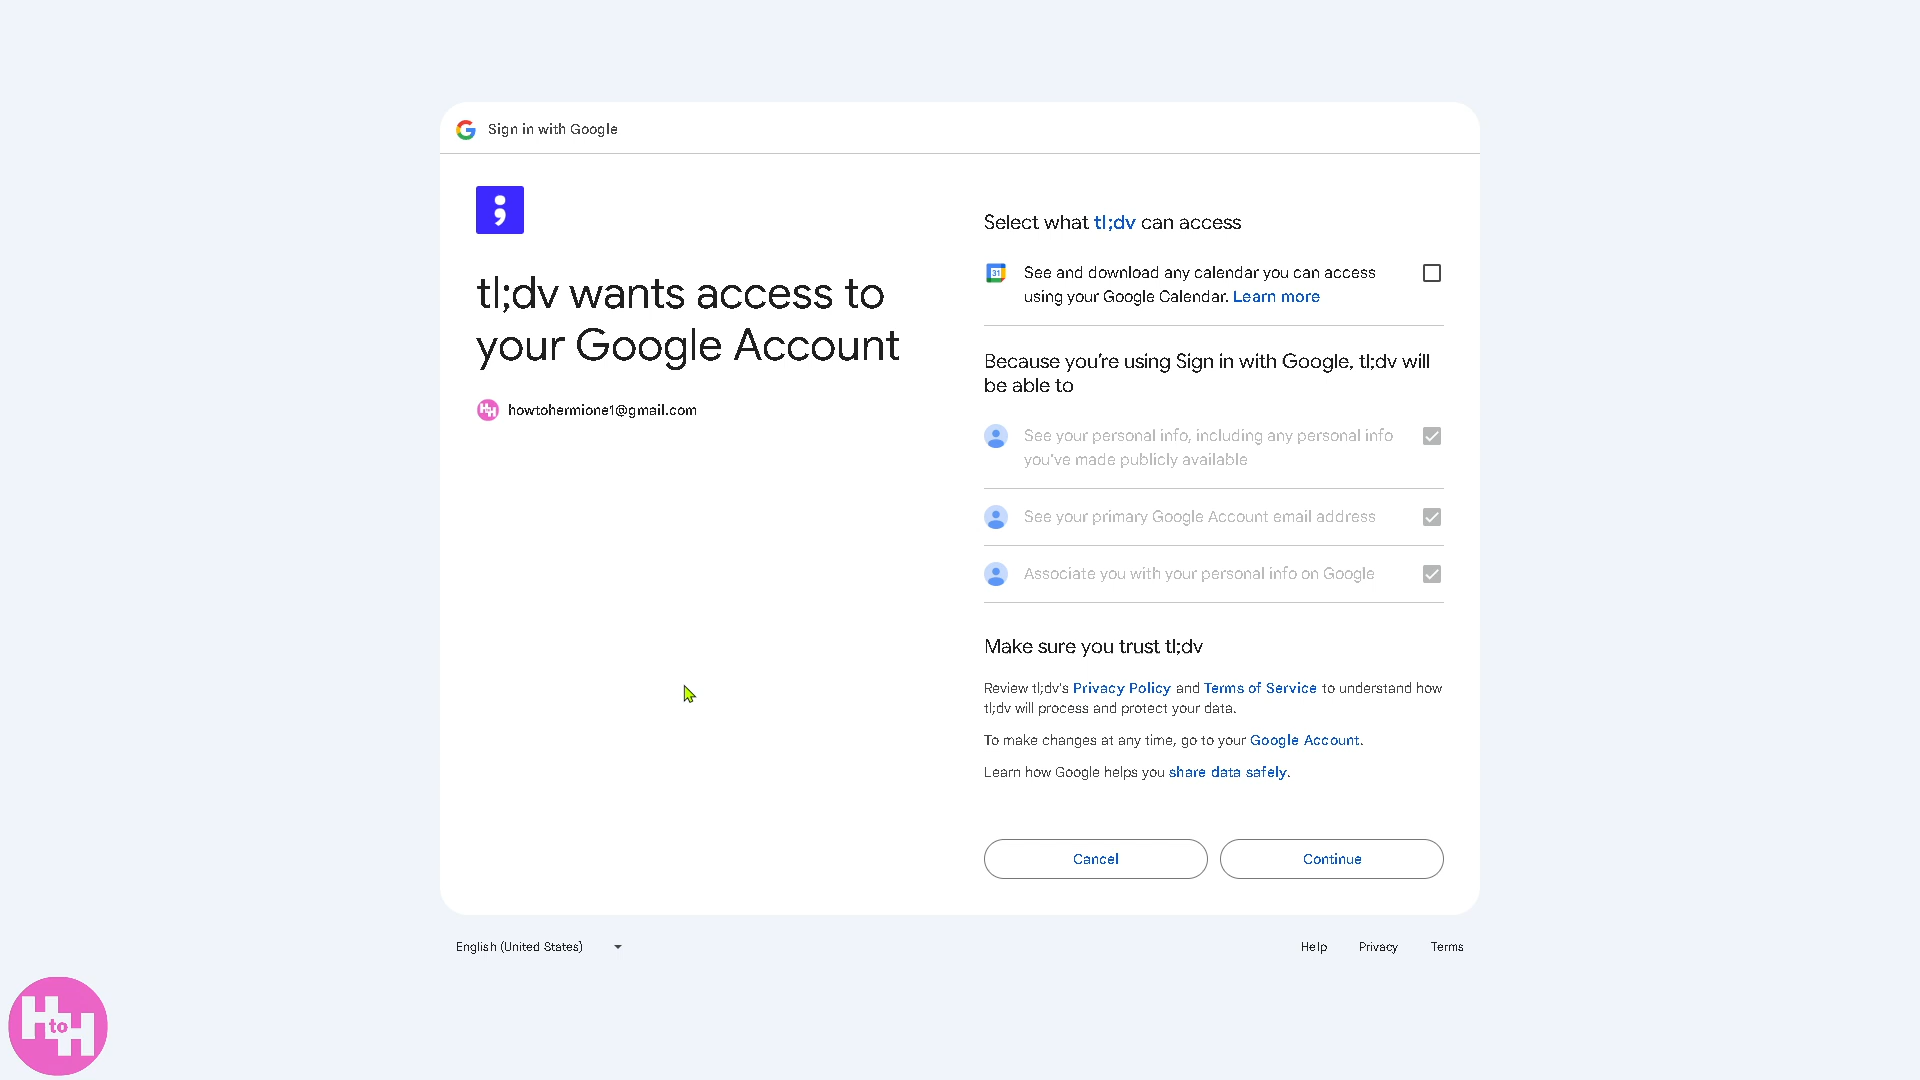 Sign in with Google
tl;dv wants access to
your Google Account
HtH
howtohermione1@gmail.com
Select what tl;dv can access
31
See and download any calendar you can access
using your Google Calendar. Learn more
Because you're using Sign in with Google, tl;dv will
be able to
See your personal info, including any personal info
you've made publicly available
See your primary Google Account email address
Associate you with your personal info on Google
Make sure you trust tl;dv
Review tl;dv's Privacy Policy and Terms of Service to understand how
tl;dv will process and protect your data.
To make changes at any time, go to your Google Account.
Learn how Google helps you share data safely.
Cancel
Continue
English (United States)
Help
Privacy
Terms
H to H